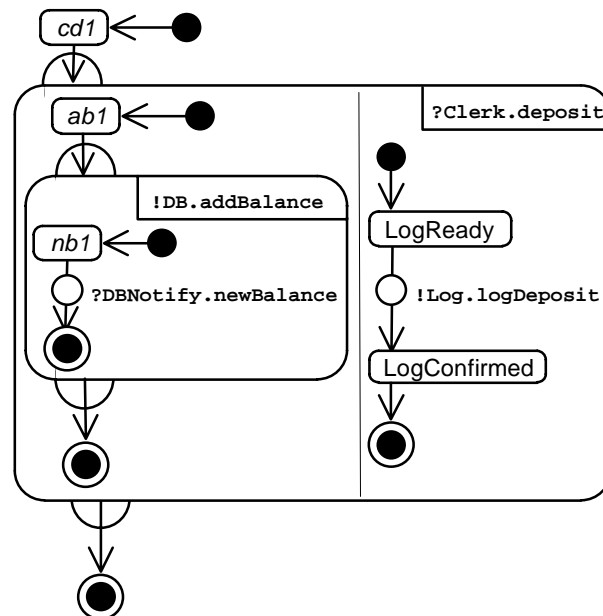 cd1
ab1
?Clerk.deposit
!DB.addBalance
nb1
LogReady
?DBNotify.newBalance
!Log.logDeposit
LogConfirmed